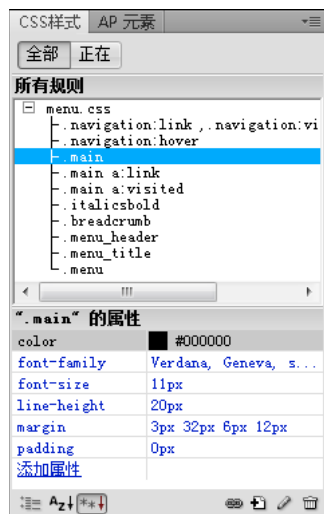 CSS样式 AP 元素
全部 正在
所有规则
menu.css
.navigation:link ,.navigation:vi
.navigation:hover
.main
.main a:link
.main a:visited
.italicsbold
.breadcrumb
.menu_header
.menu_title
.menu
“.main“ 的属性
color #000000
font-family Verdana, Geneva, s...
font-size 11px
line-height 20px
margin 3px 32px 6px 12px
padding 0px
添加属性
Az↓ **↓